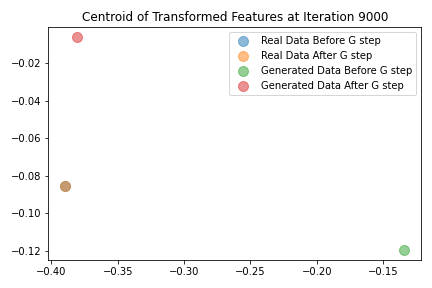 Centroid of Transformed Features at Iteration 9000
Real Data Before G step
Real Data After G step
Generated Data Before G step
Generated Data After G step
−0.02
−0.04
−0.06
−0.08
−0.10
−0.12
−0.40
−0.35
−0.30
−0.25
−0.20
−0.15